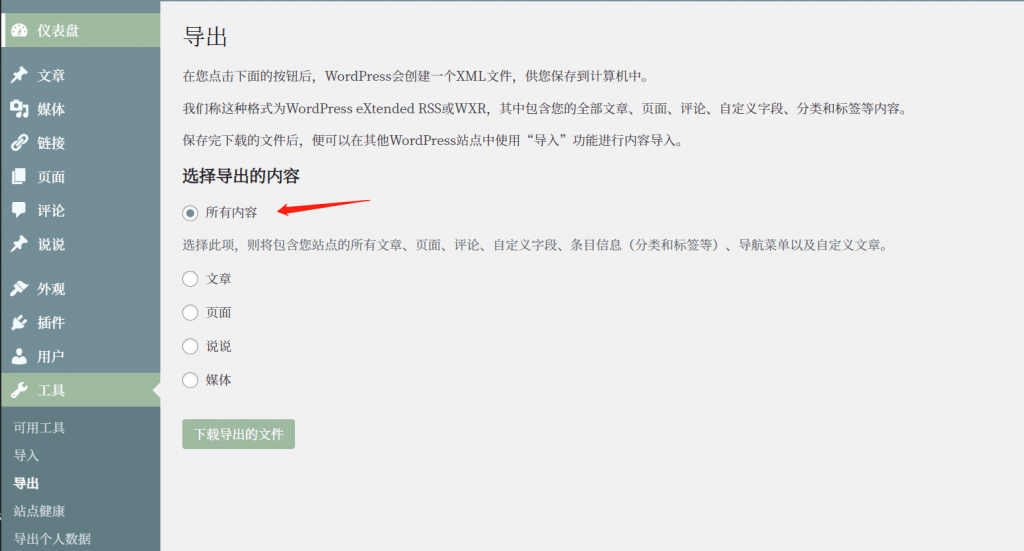 仪表盘
文章
媒体
链接
页面
评论
说说
外观
插件
用户
工具
可用工具
导入
导出
站点健康
导出个人数据
导出
在您点击下面的按钮后，WordPress会创建一个XML文件，供您保存到计算机中。
我们称这种格式为WordPress eXtended RSS或WXR，其中包含您的全部文章、页面、评论、自定义字段、分类和标签等内容。
保存完下载的文件后，便可以在其他WordPress站点中使用“导入”功能进行内容导入。
选择导出的内容
所有内容
选择此项，则将包含您站点的所有文章、页面、评论、自定义字段、条目信息（分类和标签等）、导航菜单以及自定义文章。
文章
页面
说说
媒体
下载导出的文件